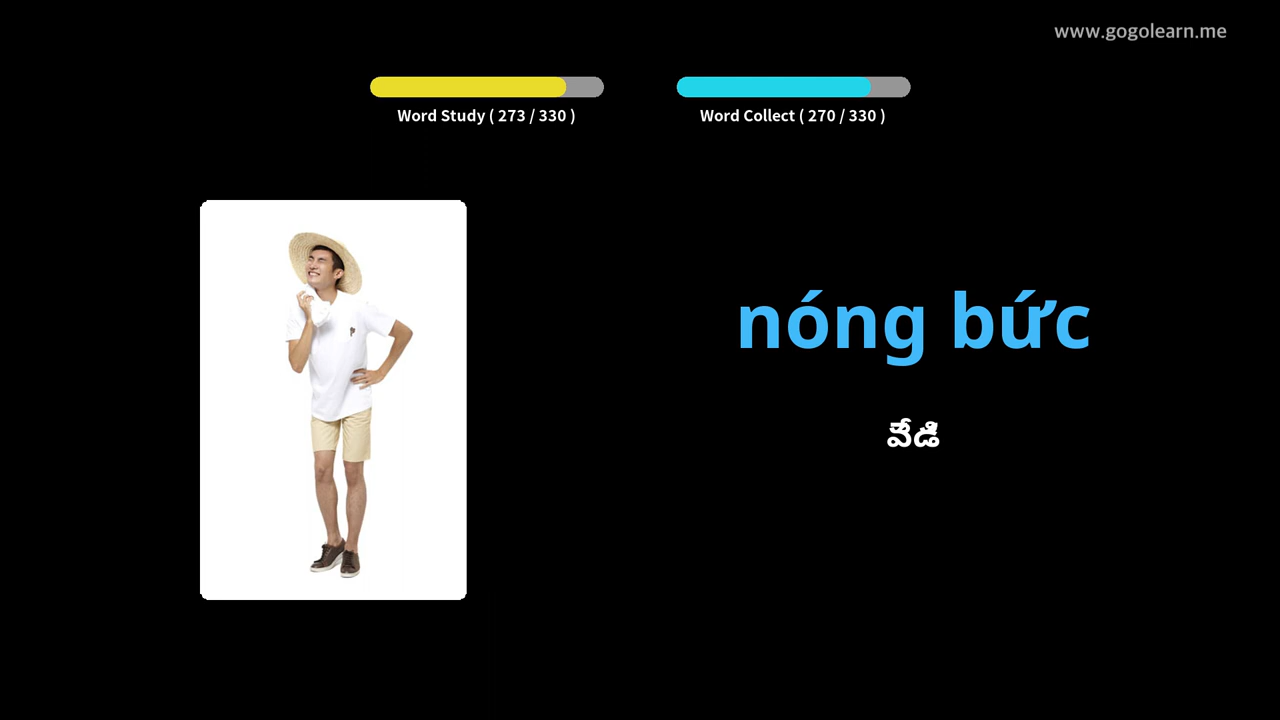 www.gogolearn.me
Word Study ( 273 / 330 )
Word Collect ( 270 / 330 )
nóng bức
వేడి